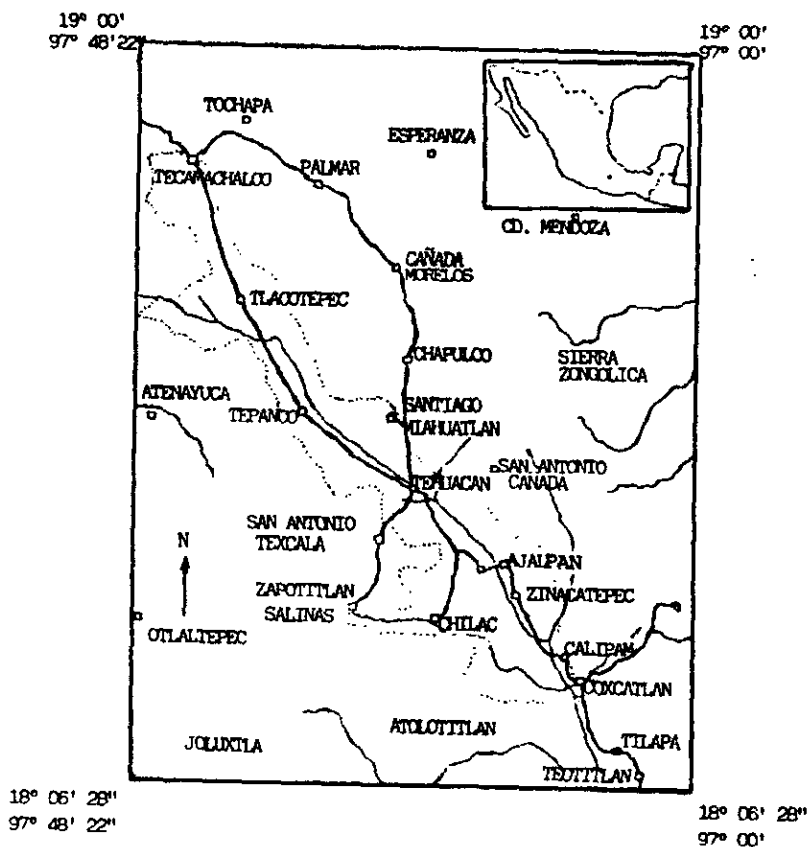 19° 00'
97° 48'22"
19° 00'
97° 00'
TOCHAPA
ESPERANZA
TECAMACHALCO
PALMAR
CD. MENDOZA
CAÑADA
MORELOS
TLACOTEPEC
CHAPULCO
SIERRA
ZONGOLICA
ATENAYUCA
TEPANCO
SANTIAGO
MIAHUATLAN
TEHUACAN
SAN ANTONIO
CANADA
SAN ANTONIO
TEXCALA
N
AJALPAN
ZAPOTITLAN
SALINAS
ZINACATEPEC
OTLALTEPEC
CHILAC
CALIPAM
COXCATLAN
JOLUXTLA
ATOLOTITLAN
TILAPA
TEOTITLAN
18° 06' 28"
97° 48' 22"
18° 06' 28"
97° 00'